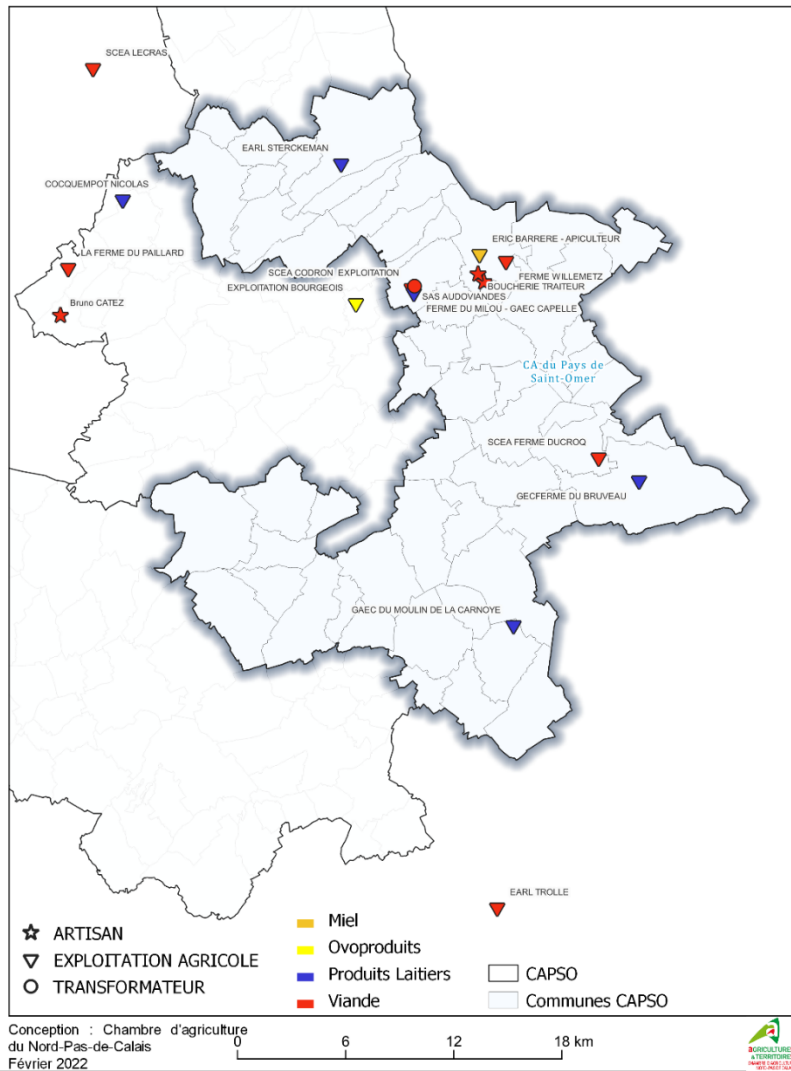 SCEA LECRAS
EARL STERCKEMAN
COCQUEMPOT NICOLAS
ERIC BARRERE - APICULTEUR
LA FERME DU PAILLARD
SCEA CODRON EXPLOITATION
FERME WILLEMETZ
EXPLOITATION BOURGEOIS
BOUCHERIE TRAITEUR
SAS AUDOVIANDES
Bruno CATEZ
FERME DU MILOU - GAEC CAPELLE
CA du Pays de
Saint-Omer
SCEA FERME DUCROQ
GECFERME DU BRUVEAU
GAEC DU MOULIN DE LA CARNOYE
EARL TROLLE
ARTISAN
EXPLOITATION AGRICOLE
TRANSFORMATEUR
Miel
Ovoproduits
Produits Laitiers
Viande
CAPSO
Communes CAPSO
Conception : Chambre d'agriculture
du Nord-Pas-de-Calais
Février 2022
0 6 12 18 km
AGRICULTURES
& TERRITOIRES